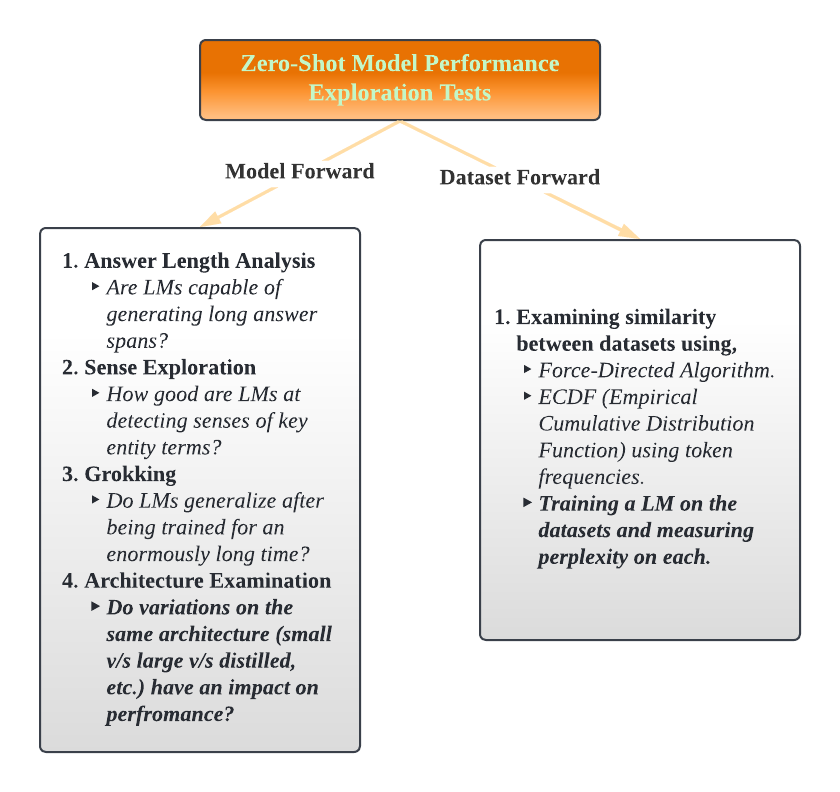 Zero-Shot Model Performance
Exploration Tests
Model Forward
Dataset Forward
1. Answer Length Analysis
‣ Are LMs capable of
generating long answer
spans?
2. Sense Exploration
‣ How good are LMs at
detecting senses of key
entity terms?
3. Grokking
‣ Do LMs generalize after
being trained for an
enormously long time?
4. Architecture Examination
‣ Do variations on the
same architecture (small
v/s large v/s distilled,
etc.) have an impact on
perfromance?
1. Examining similarity
between datasets using,
‣ Force-Directed Algorithm.
‣ ECDF (Empirical
Cumulative Distribution
Function) using token
frequencies.
‣ Training a LM on the
datasets and measuring
perplexity on each.